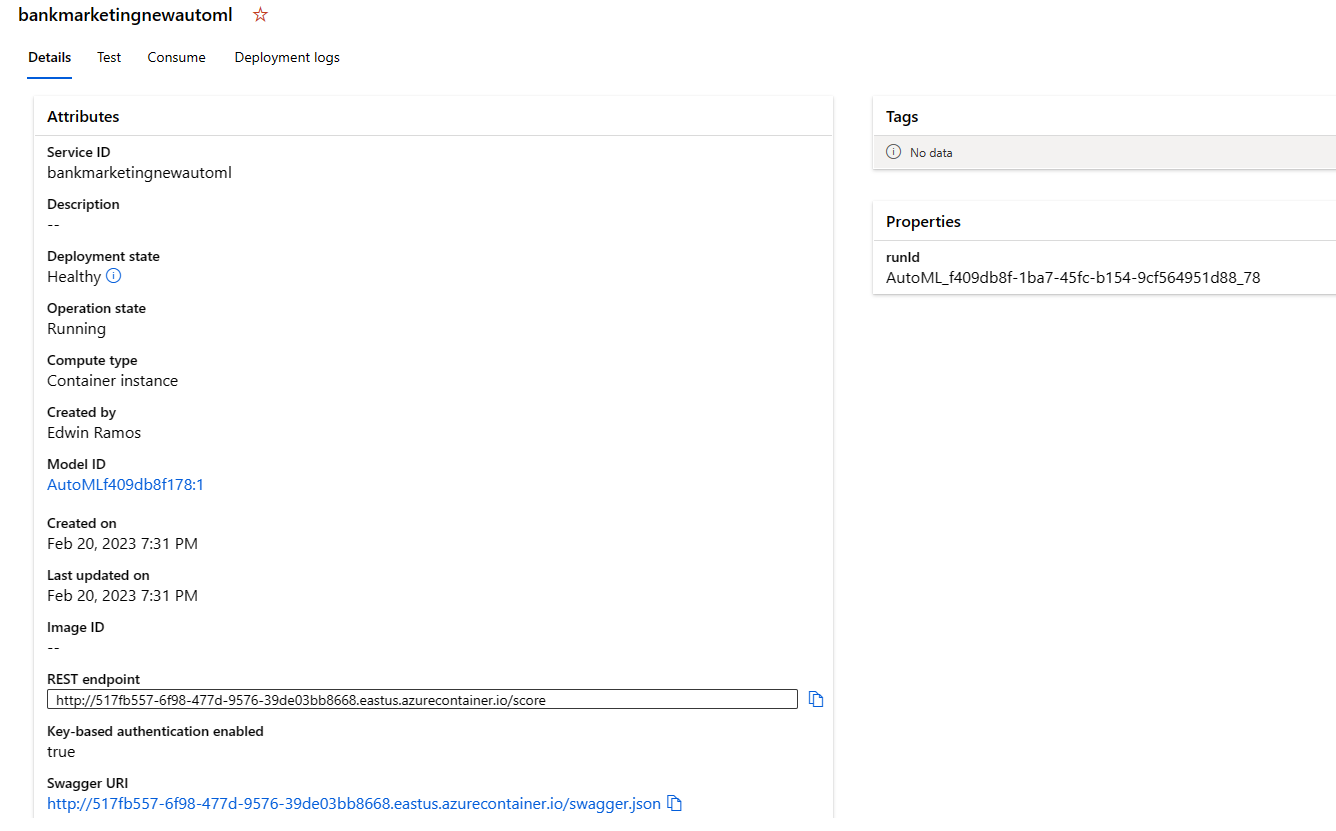 bankmarketingnewautoml
Details Test Consume Deployment logs
Attributes
Service ID
bankmarketingnewautoml
Description
--
Deployment state
Healthy
Operation state
Running
Compute type
Container instance
Created by
Edwin Ramos
Model ID
AutoMLf409db8f178:1
Created on
Feb 20, 2023 7:31 PM
Last updated on
Feb 20, 2023 7:31 PM
Image ID
--
REST endpoint
http://517fb557-6f98-477d-9576-39de03bb8668.eastus.azurecontainer.io/score
Key-based authentication enabled
true
Swagger URI
http://517fb557-6f98-477d-9576-39de03bb8668.eastus.azurecontainer.io/swagger.json
Tags
No data
Properties
runId
AutoML_f409db8f-1ba7-45fc-b154-9cf564951d88_78